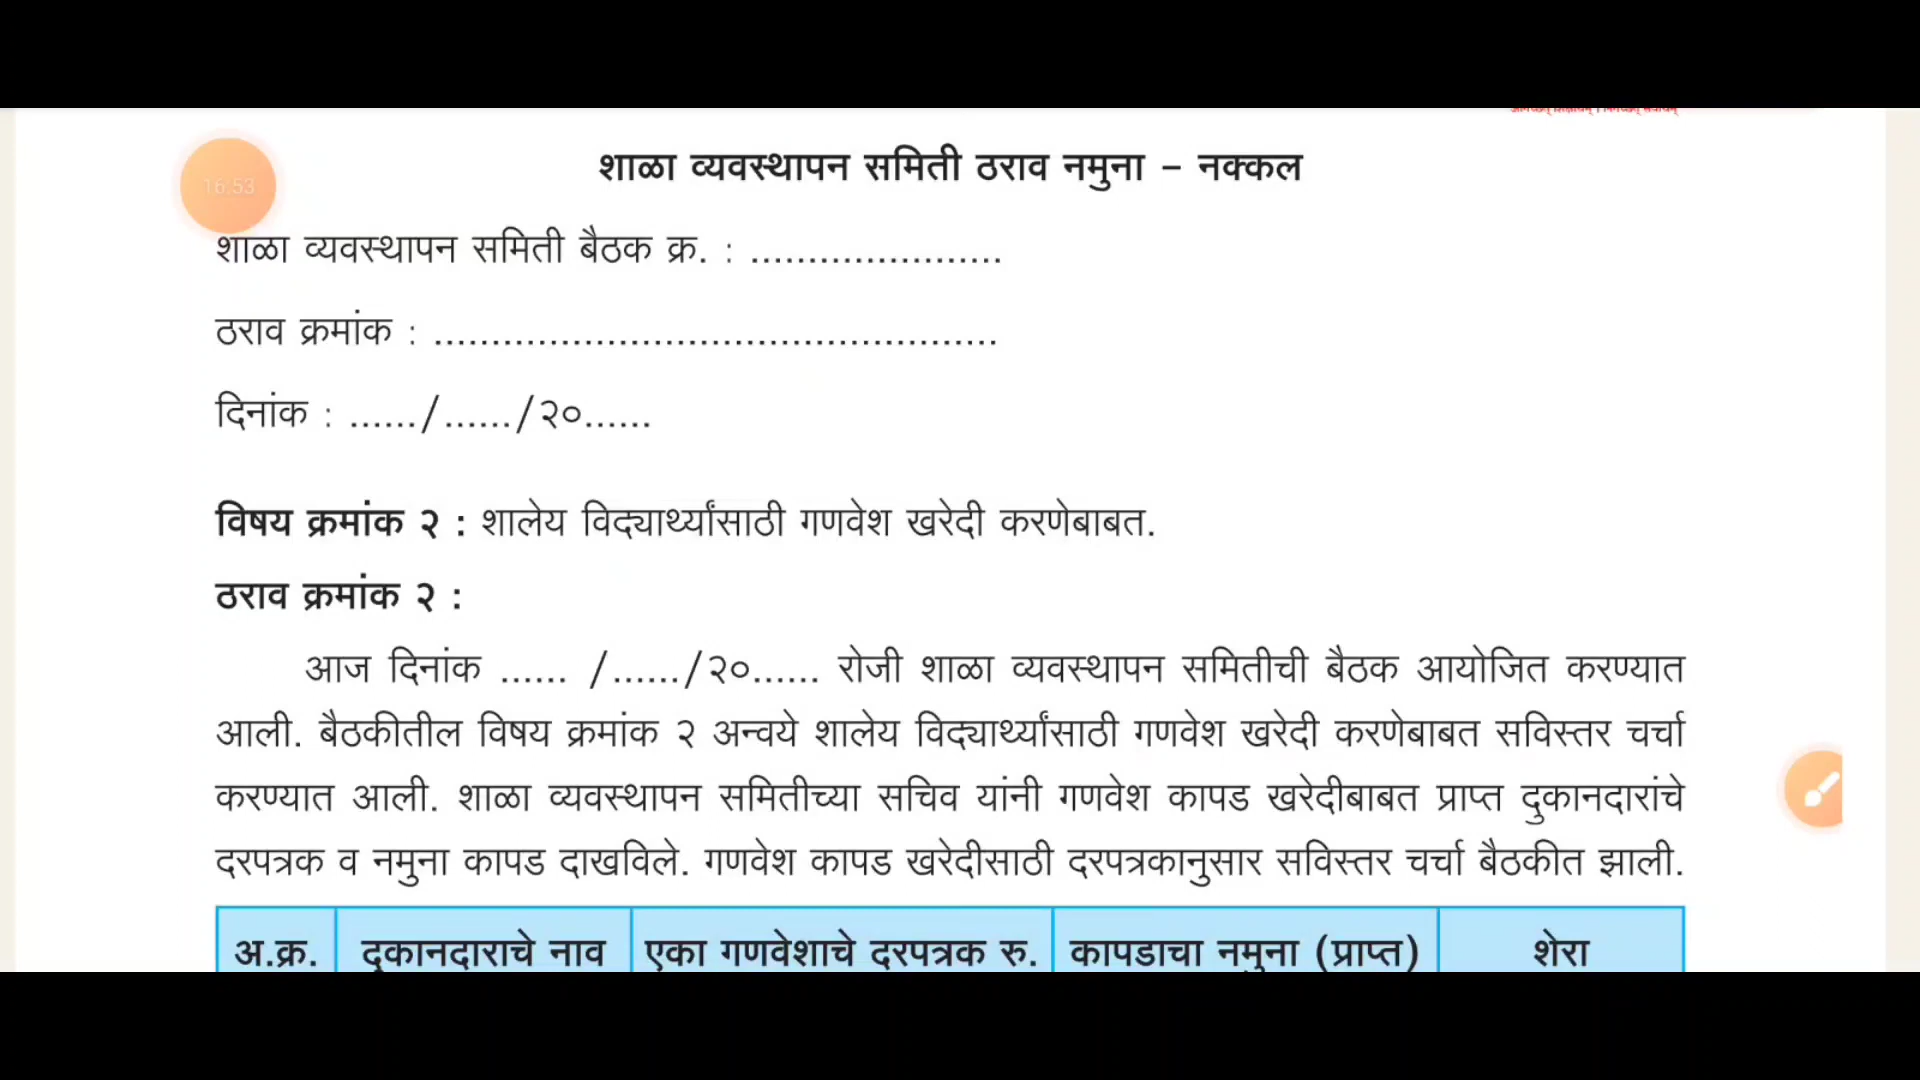 16.53
शाळा व्यवस्थापन समिती ठराव नमुना – नक्कल
शाळा व्यवस्थापन समिती बैठक क्र. : ......................
ठराव क्रमांक : .................................................
दिनांक : ....../....../२०......
विषय क्रमांक २ : शालेय विद्यार्थ्यांसाठी गणवेश खरेदी करणेबाबत.
ठराव क्रमांक २ :
आज दिनांक ...... /....../२०...... रोजी शाळा व्यवस्थापन समितीची बैठक आयोजित करण्यात
आली. बैठकीतील विषय क्रमांक २ अन्वये शालेय विद्यार्थ्यांसाठी गणवेश खरेदी करणेबाबत सविस्तर चर्चा
करण्यात आली. शाळा व्यवस्थापन समितीच्या सचिव यांनी गणवेश कापड खरेदीबाबत प्राप्त दुकानदारांचे
दरपत्रक व नमुना कापड दाखविले. गणवेश कापड खरेदीसाठी दरपत्रकानुसार सविस्तर चर्चा बैठकीत झाली.
अ.क्र. दुकानदाराचे नाव एका गणवेशाचे दरपत्रक रु. कापडाचा नमुना (प्राप्त) शेरा